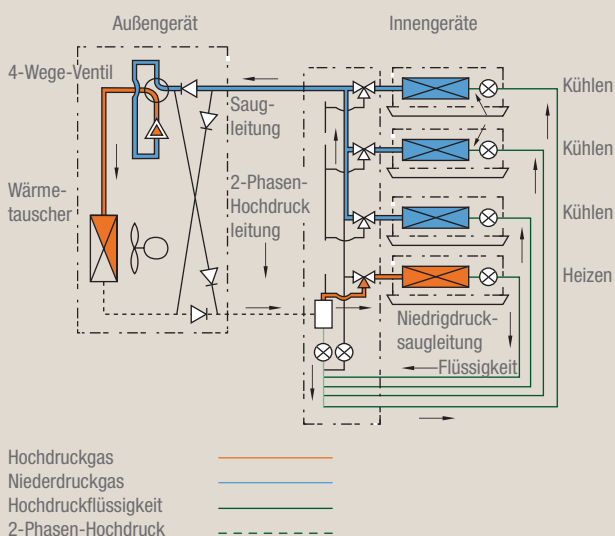 Außengerät
Innengeräte
4-Wege-Ventil
Kühlen
Saug-
leitung
Kühlen
2-Phasen-
Hochdruck
leitung
Wärme-
tauscher
Kühlen
Heizen
Niedrigdruck-
saugleitung
Flüssigkeit
Hochdruckgas
Niederdruckgas
Hochdruckflüssigkeit
2-Phasen-Hochdruck